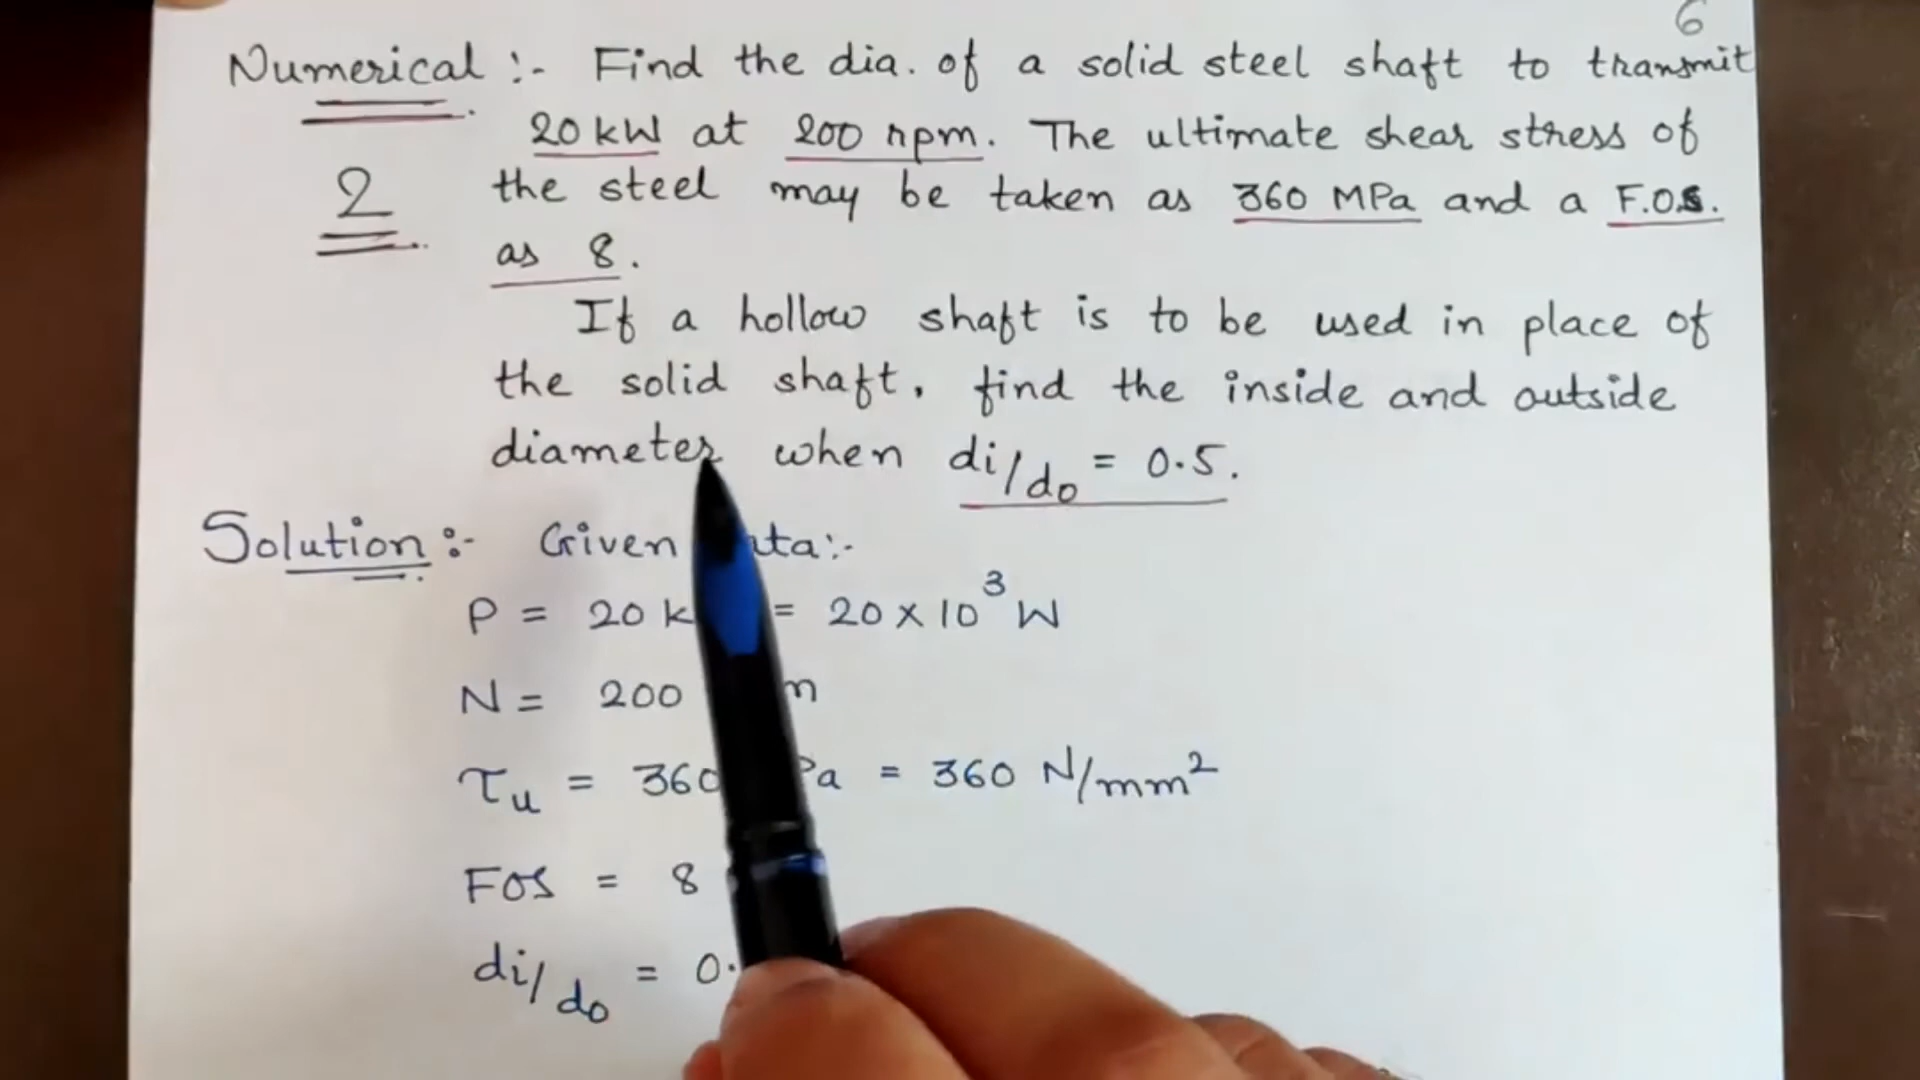 6
Numerical :- Find the dia. of a solid steel shaft to transmit
20 kW at 200 rpm. The ultimate shear stress of
2 the steel may be taken as 360 MPa and a F.O.S.
as 8.
If a hollow shaft is to be used in place of
the solid shaft, find the inside and outside
diameter when di/do = 0.5.
Solution :- Given :-
P = 20 = 20 x 10³ W
N = 200
τu = 360 = 360 N/mm²
FOS = 8
di/do =